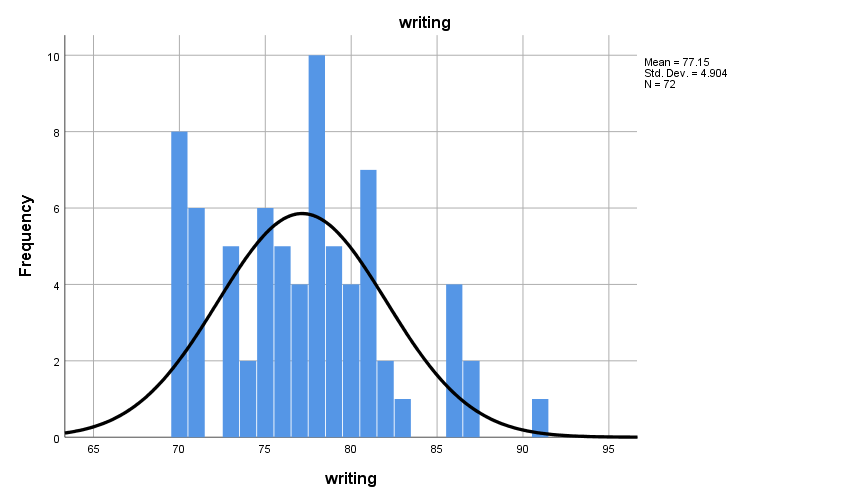 writing
Mean = 77.15
Std. Dev. = 4.904
N = 72
Frequency
10
8
6
4
2
0
65 70 75 80 85 90 95
writing